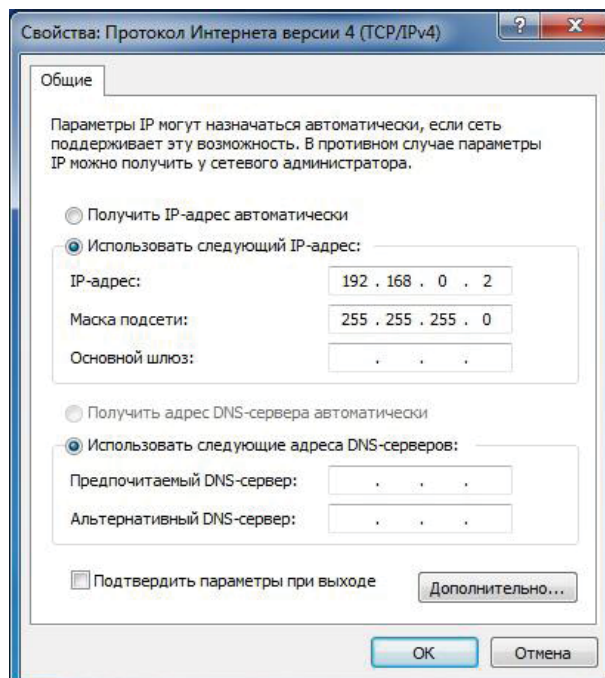 Свойства: Протокол Интернета версии 4 (TCP/IPv4)
Общие
Параметры IP могут назначаться автоматически, если сеть
поддерживает эту возможность. В противном случае параметры
IP можно получить у сетевого администратора.
Получить IP-адрес автоматически
Использовать следующий IP-адрес:
IP-адрес: 192 . 168 . 0 . 2
Маска подсети: 255 . 255 . 255 . 0
Основной шлюз: . . .
Получить адрес DNS-сервера автоматически
Использовать следующие адреса DNS-серверов:
Предпочитаемый DNS-сервер: . . .
Альтернативный DNS-сервер: . . .
Подтвердить параметры при выходе
Дополнительно...
ОК Отмена